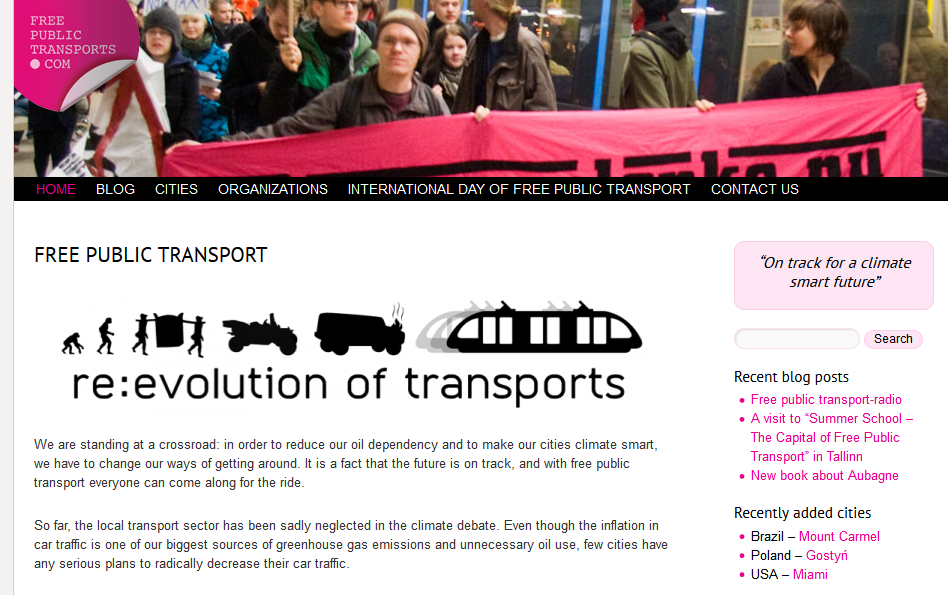 FREE
PUBLIC
TRANSPORTS
COM
HOME BLOG CITIES ORGANIZATIONS INTERNATIONAL DAY OF FREE PUBLIC TRANSPORT CONTACT US
FREE PUBLIC TRANSPORT
re:evolution of transports
We are standing at a crossroad: in order to reduce our oil dependency and to make our cities climate smart,
we have to change our ways of getting around. It is a fact that the future is on track, and with free public
transport everyone can come along for the ride.
So far, the local transport sector has been sadly neglected in the climate debate. Even though the inflation in
car traffic is one of our biggest sources of greenhouse gas emissions and unnecessary oil use, few cities have
any serious plans to radically decrease their car traffic.
“On track for a climate
smart future”
Search
Recent blog posts
Free public transport-radio
A visit to “Summer School –
The Capital of Free Public
Transport” in Tallinn
New book about Aubagne
Recently added cities
Brazil – Mount Carmel
Poland – Gostyń
USA – Miami